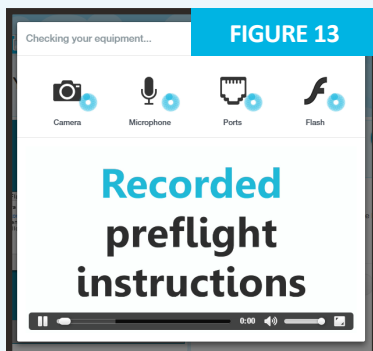 Checking your equipment...
FIGURE 13
Camera
Microphone
Ports
Flash
Recorded
preflight
instructions
0:00